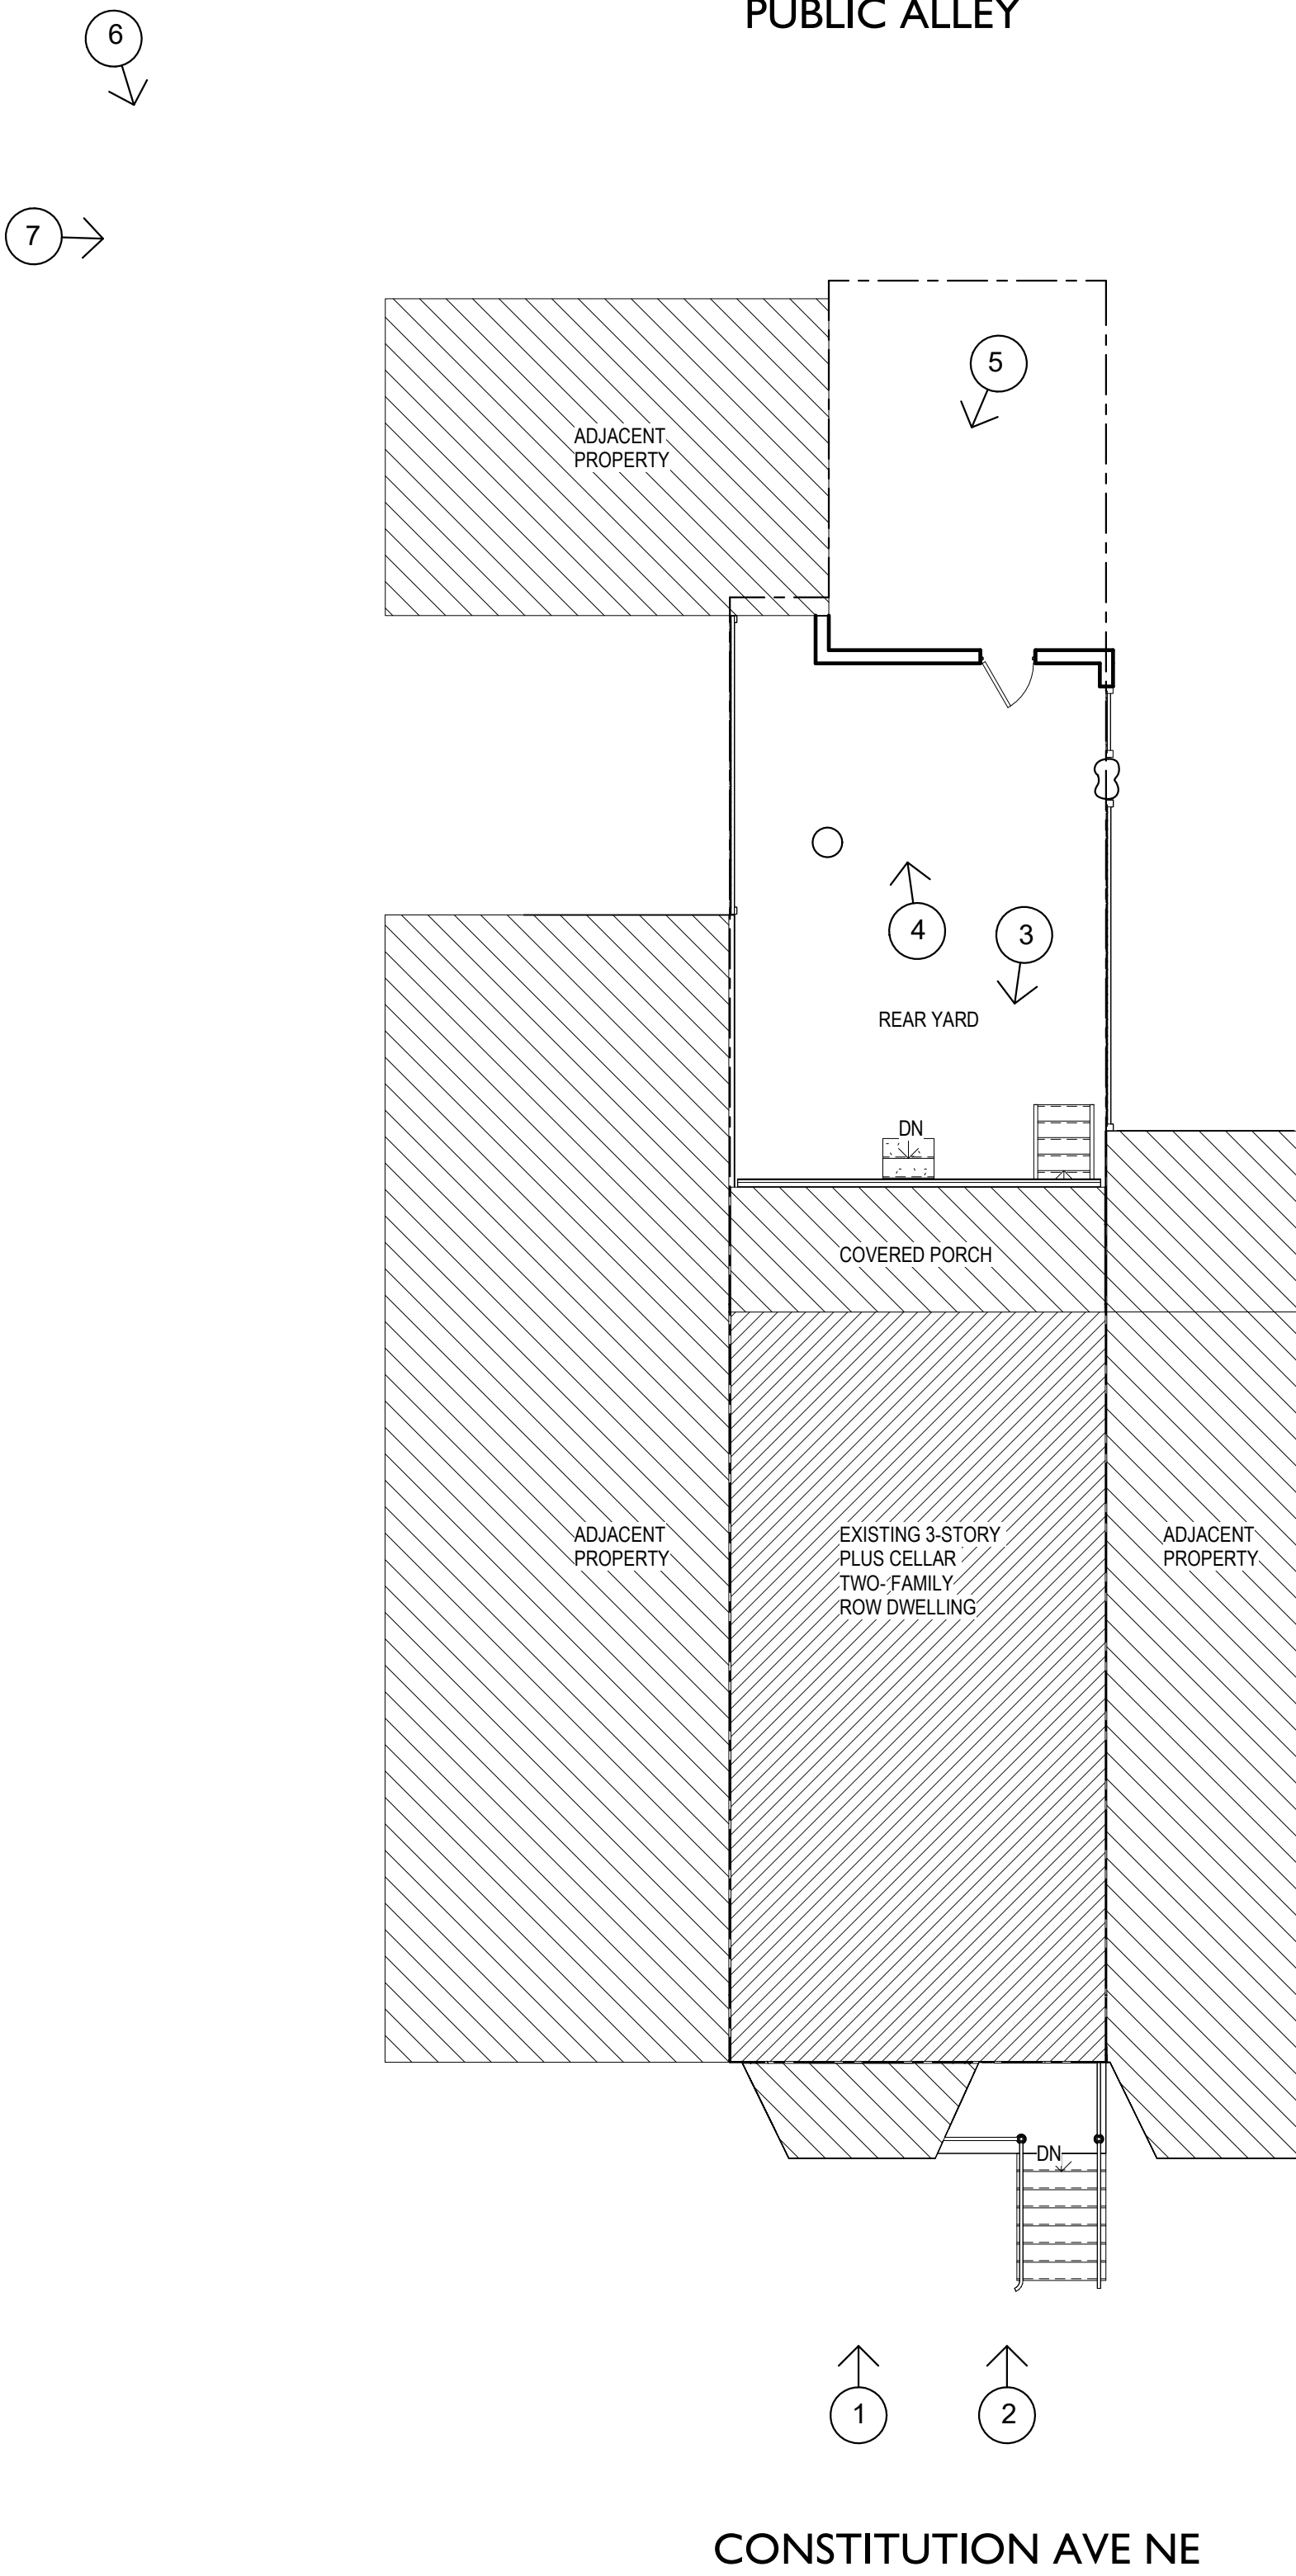 PUBLIC ALLEY
6
7
5
ADJACENT
PROPERTY
4
3
REAR YARD
DN
COVERED PORCH
ADJACENT
PROPERTY
EXISTING 3-STORY
PLUS CELLAR
TWO- FAMILY
ROW DWELLING
ADJACENT
PROPERTY
DN
1
2
CONSTITUTION AVE NE